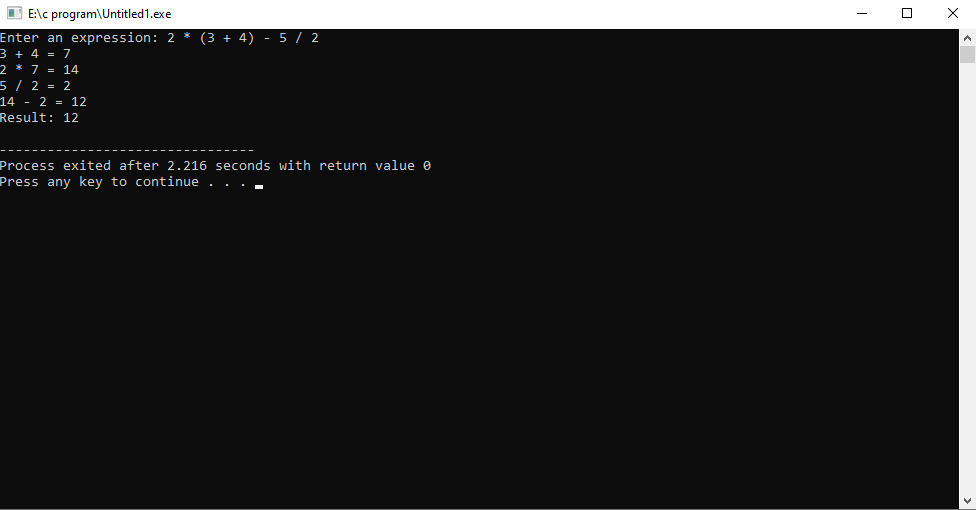 E:\c program\Untitled1.exe
Enter an expression: 2 * (3 + 4) - 5 / 2
3 + 4 = 7
2 * 7 = 14
5 / 2 = 2
14 - 2 = 12
Result: 12
--------------------------------
Process exited after 2.216 seconds with return value 0
Press any key to continue . . .